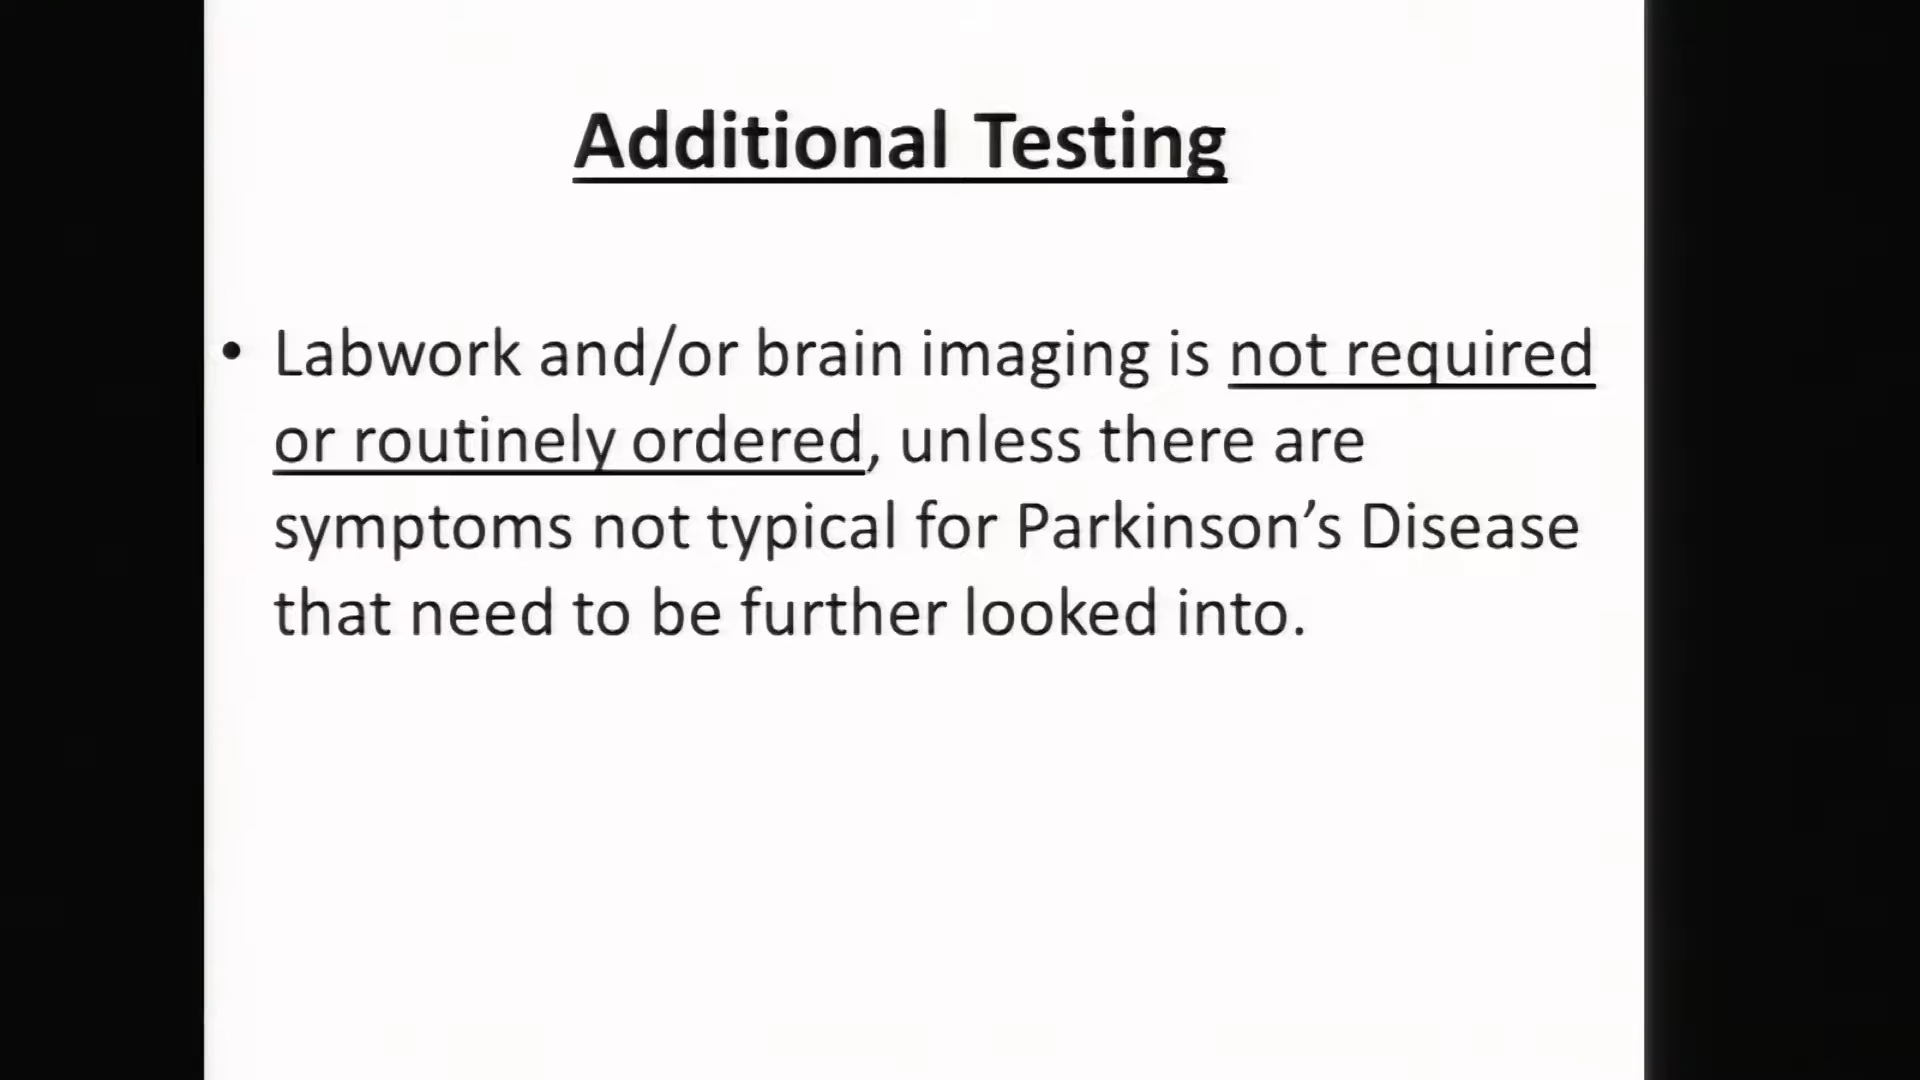 Additional Testing
• Labwork and/or brain imaging is not required
or routinely ordered, unless there are
symptoms not typical for Parkinson’s Disease
that need to be further looked into.